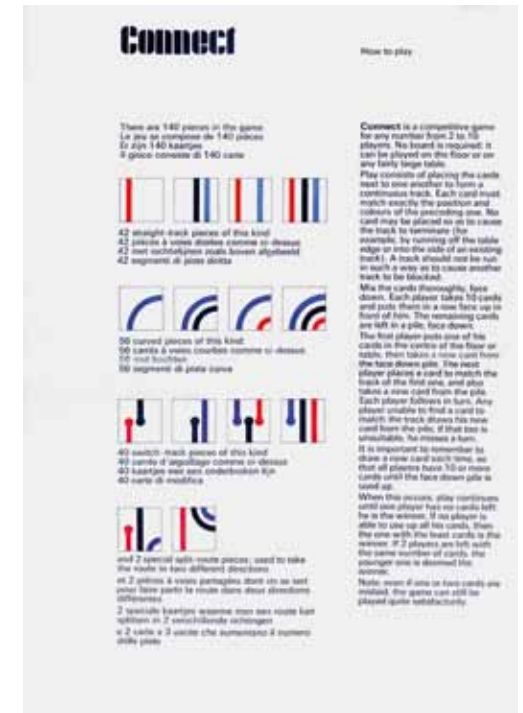 Connect
How to play
There are 140 pieces in the game
Le jeu se compose de 140 pièces
Er zijn 140 kaartjes
Il gioco consiste di 140 carte
42 straight-track pieces of this kind
42 pièces à voies droites comme ci-dessus
42 met rechte lijnen zoals boven afgebeeld
42 segmenti di pista diritta
56 curved pieces of this kind
56 carrés à voies courbes comme ci-dessus
56 met bochten
56 segmenti di pista curva
40 switch-track pieces of this kind
40 carrés d'aiguillage comme ci-dessus
40 kaartjes met een onderbroken lijn
40 carte di modifica
and 2 special split-route pieces, used to take
the route in two different directions
et 2 pièces à voies partagées dont on se sert
pour faire partir la route dans deux directions
différentes
2 speciale kaartjes waarme men een route kan
splitsen in 2 verschillende richtingen
e 2 carte a 3 uscite che aumentano il numero
delle piste
Connect is a competitive game
for any number from 2 to 10
players. No board is required: it
can be played on the floor or on
any fairly large table.
Play consists of placing the cards
next to one another to form a
continuous track. Each card must
match exactly the position and
colours of the preceding one. No
card may be placed so as to cause
the track to terminate (for
example, by running off the table
edge or into the side of an existing
track). A track should not be run
in such a way as to cause another
track to be blocked.
Mix the cards thoroughly, face
down. Each player takes 10 cards
and puts them in a row face up in
front of him. The remaining cards
are left in a pile, face down.
The first player puts one of his
cards in the centre of the floor or
table, then takes a new card from
the face down pile. The next
player places a card to match the
track of the first one, and also
takes a new card from the pile.
Each player follows in turn. Any
player unable to find a card to
match the track draws his new
card from the pile; if that too is
unsuitable, he misses a turn.
It is important to remember to
draw a new card each time, so
that all players have 10 or more
cards until the face down pile is
used up.
When this occurs, play continues
until one player has no cards left:
he is the winner. If no player is
able to use up all his cards, then
the one with the least cards is the
winner. If 2 players are left with
the same number of cards, the
younger one is deemed the
winner.
Note: even if one or two cards are
mislaid, the game can still be
played quite satisfactorily.